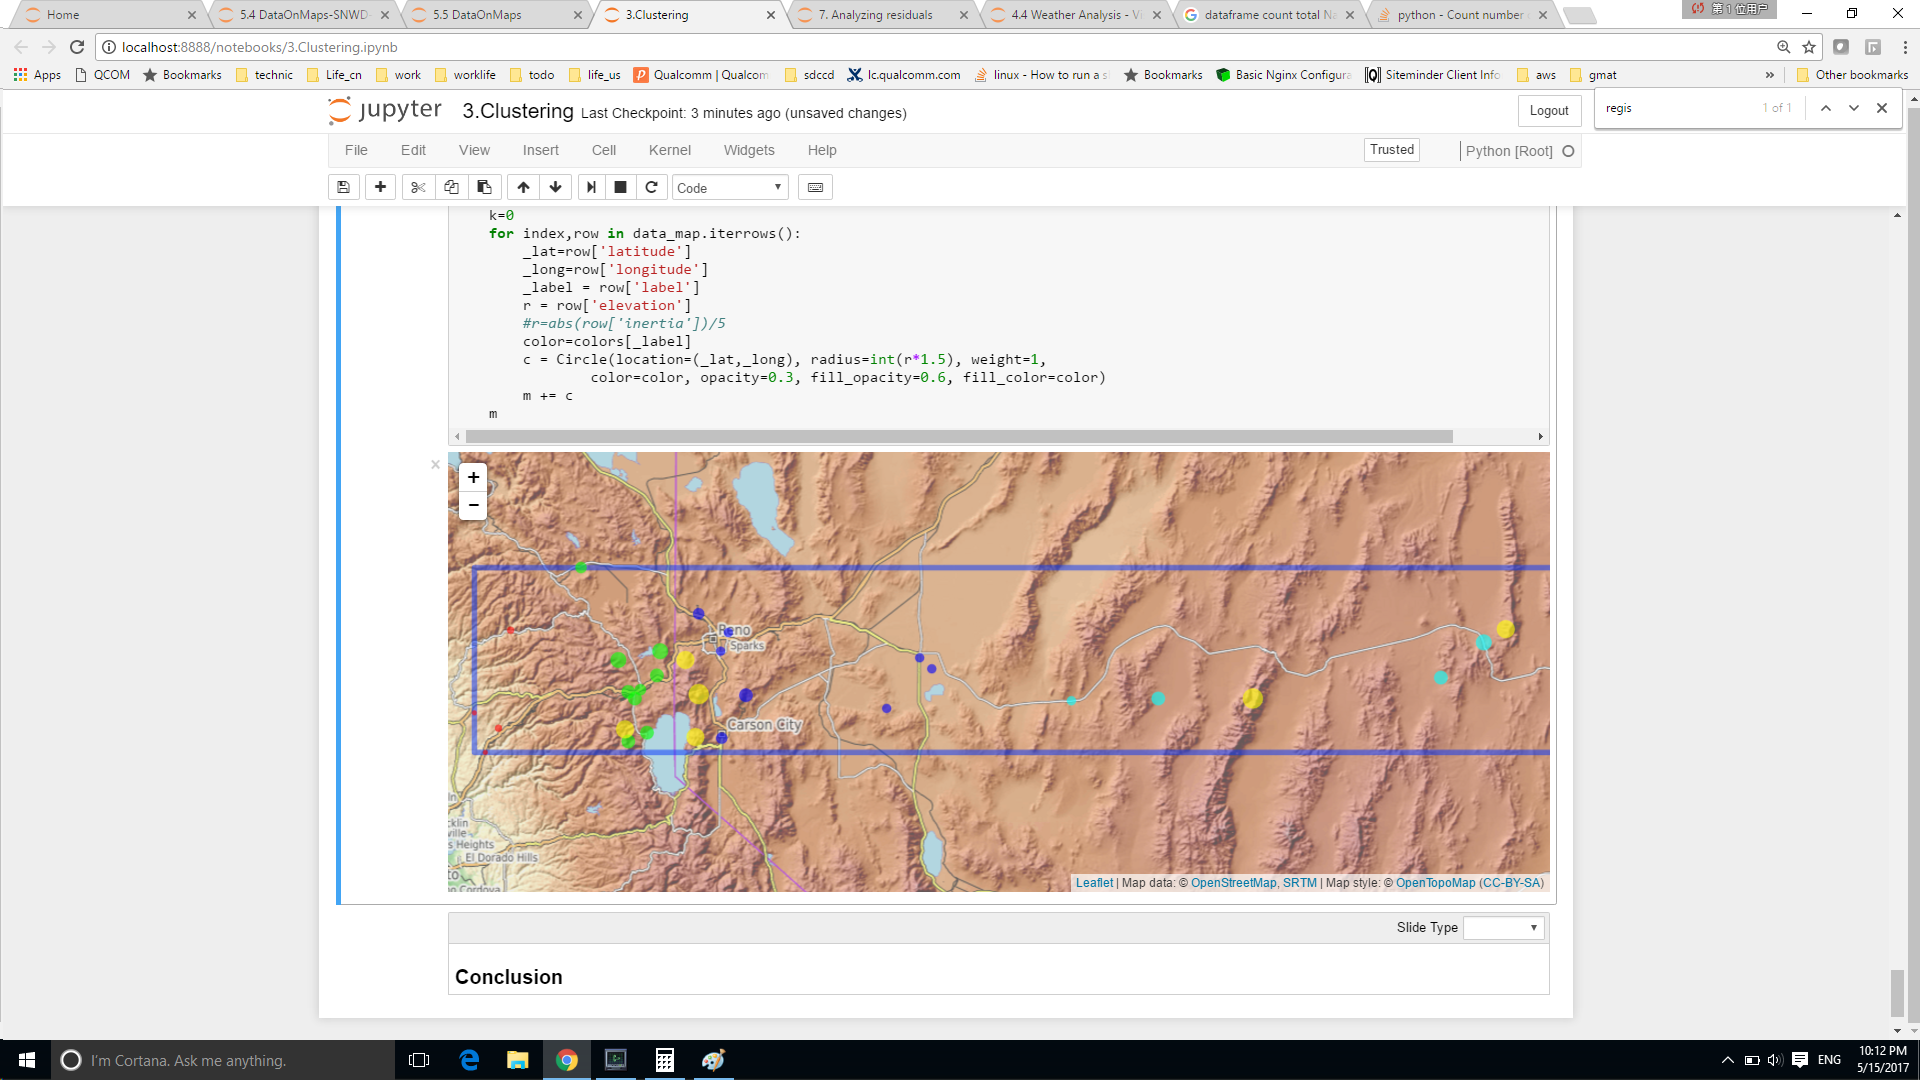 Home
5.4 DataOnMaps-SNWD-
5.5 DataOnMaps
3.Clustering
7. Analyzing residuals
4.4 Weather Analysis - Vi
dataframe count total Na
python - Count number
第 1 位用户
localhost:8888/notebooks/3.Clustering.ipynb
Apps
QCOM
Bookmarks
technic
Life_cn
work
worklife
todo
life_us
Qualcomm | Qualcom
sdccd
lc.qualcomm.com
linux - How to run a s
Bookmarks
Basic Nginx Configura
Siteminder Client Info
aws
gmat
»
Other bookmarks
jupyter 3.Clustering Last Checkpoint: 3 minutes ago (unsaved changes)
Logout
regis 1 of 1
File Edit View Insert Cell Kernel Widgets Help
Trusted
Python [Root]
Code
k=0
for index,row in data_map.iterrows():
_lat=row['latitude']
_long=row['longitude']
_label = row['label']
r = row['elevation']
#r=abs(row['inertia'])/5
color=colors[_label]
c = Circle(location=(_lat,_long), radius=int(r*1.5), weight=1,
color=color, opacity=0.3, fill_opacity=0.6, fill_color=color)
m += c
m
+
−
Reno
Sparks
Carson City
ln
cklin
ville
s Heights
El Dorado Hills
to
o Cordova
Leaflet | Map data: © OpenStreetMap, SRTM | Map style: © OpenTopoMap (CC-BY-SA)
Slide Type
Conclusion
I'm Cortana. Ask me anything.
ENG
10:12 PM
5/15/2017